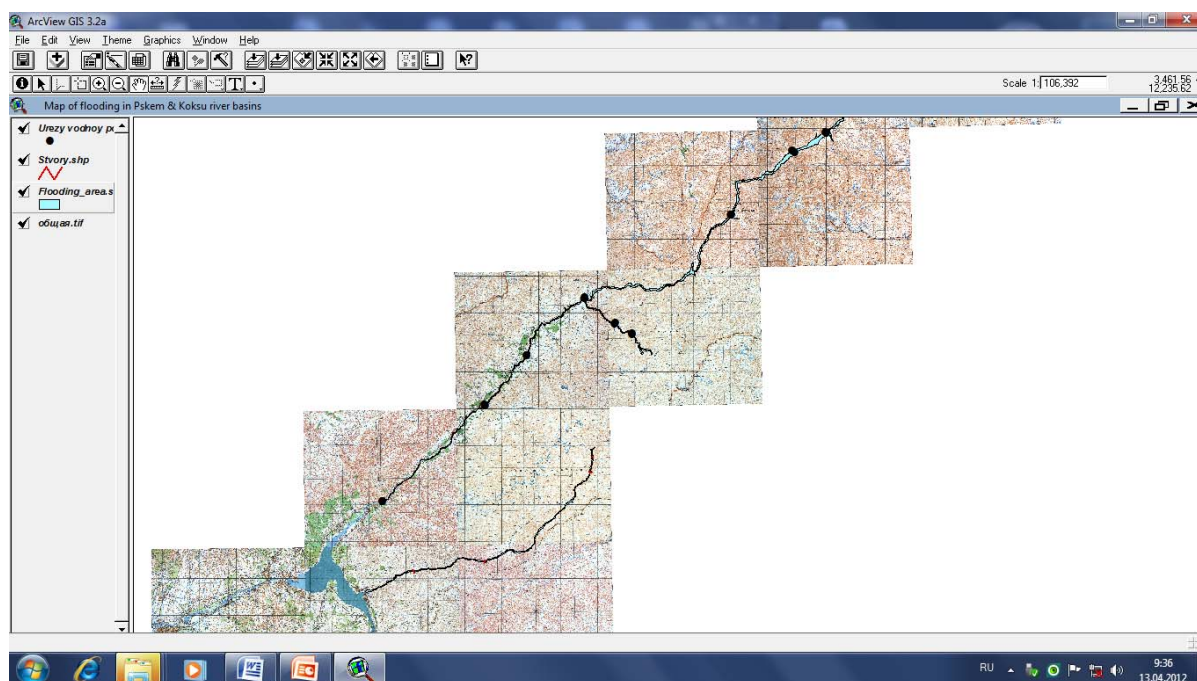 ArcView GIS 3.2a
File Edit View Theme Graphics Window Help
Scale 1: 106,392
3,461.56
12,235.62
Map of flooding in Pskem & Koksu river basins
Urezy vodnoy po
Stvory.shp
Flooding_area.s
общая.tif
RU
9:36
13.04.2012